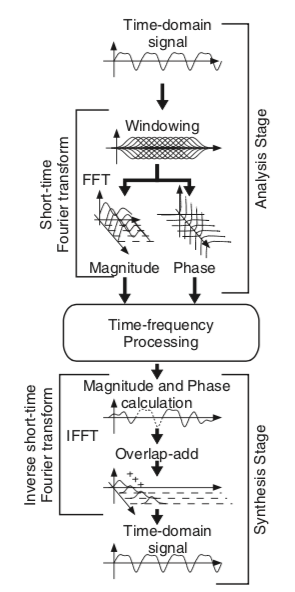 Time-domain
signal
Windowing
Short-time
Fourier transform
FFT
Analysis Stage
Magnitude
Phase
Time-frequency
Processing
Magnitude and Phase
calculation
Inverse short-time
Fourier transform
IFFT
Overlap-add
+
+
+
Synthesis Stage
Time-domain
signal